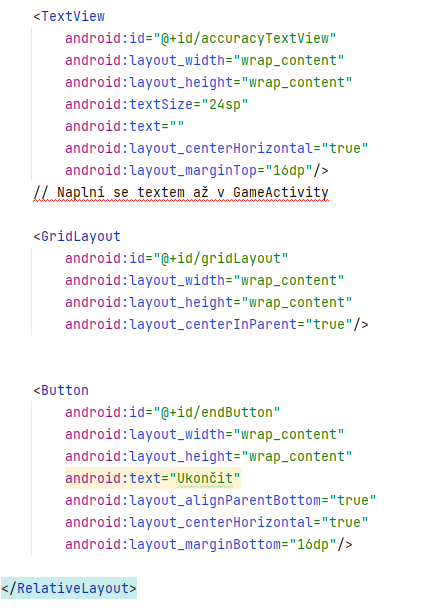 <TextView
android:id="@+id/accuracyTextView"
android:layout_width="wrap_content"
android:layout_height="wrap_content"
android:textSize="24sp"
android:text=""
android:layout_centerHorizontal="true"
android:layout_marginTop="16dp"/>
// Naplní se textem až v GameActivity
<GridLayout
android:id="@+id/gridLayout"
android:layout_width="wrap_content"
android:layout_height="wrap_content"
android:layout_centerInParent="true"/>
<Button
android:id="@+id/endButton"
android:layout_width="wrap_content"
android:layout_height="wrap_content"
android:text="Ukončit"
android:layout_alignParentBottom="true"
android:layout_centerHorizontal="true"
android:layout_marginBottom="16dp"/>
</RelativeLayout>